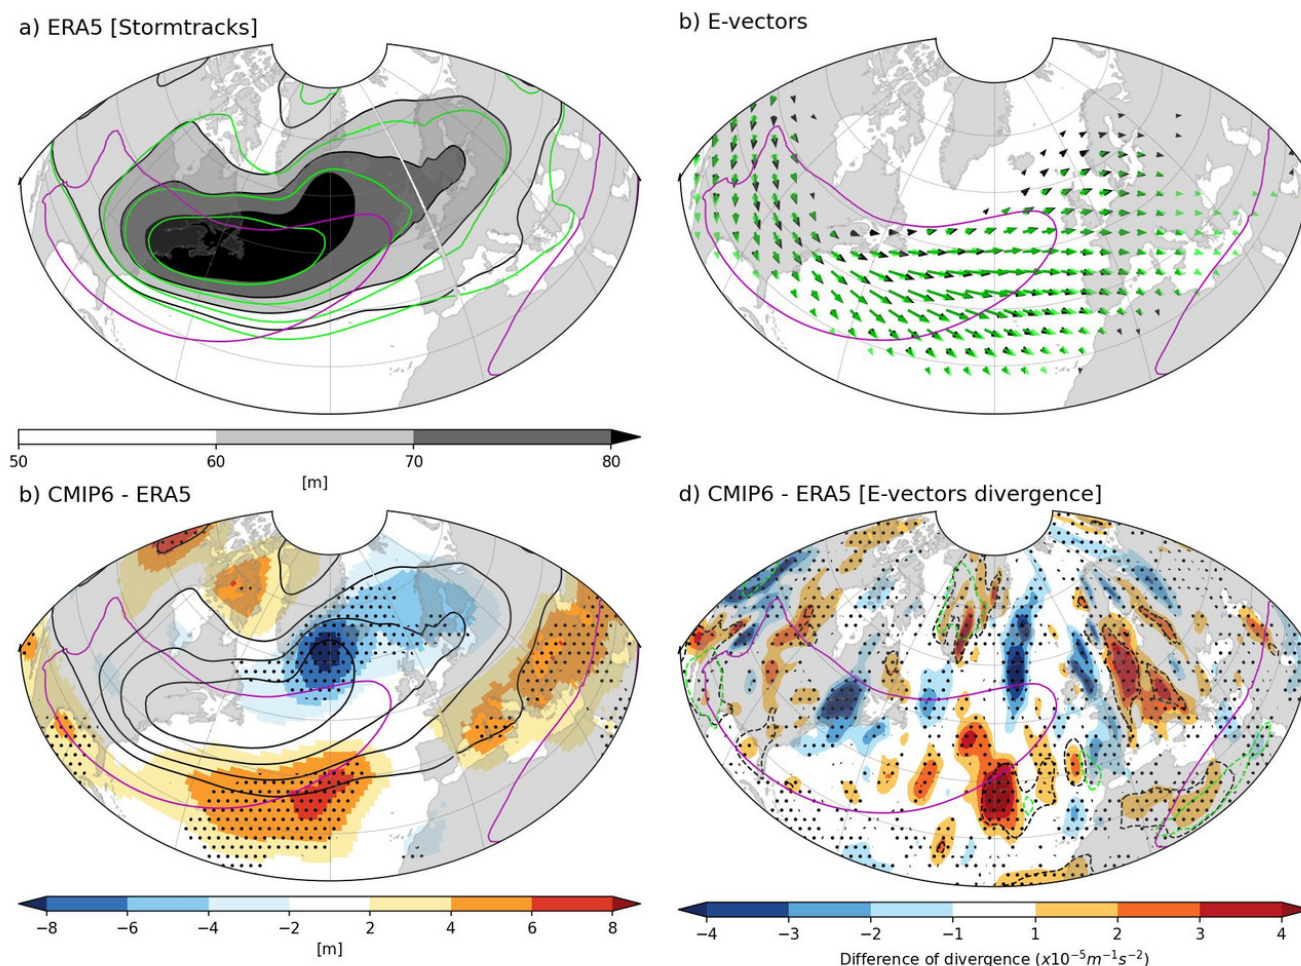 a) ERA5 [Stormtracks]
b) E-vectors
50 60 70 80
[m]
b) CMIP6 - ERA5
d) CMIP6 - ERA5 [E-vectors divergence]
−8 −6 −4 −2 2 4 6 8
[m]
−4 −3 −2 −1 1 2 3 4
Difference of divergence (x10⁻⁵m⁻¹s⁻²)